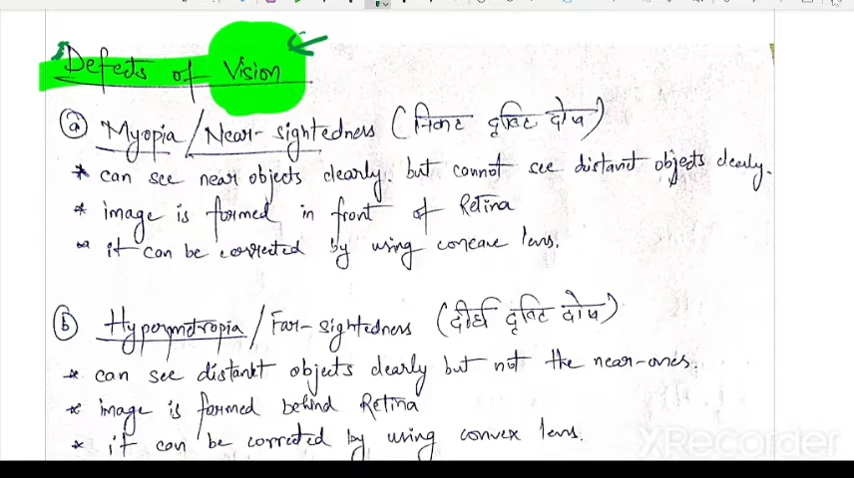 Defects of Vision
(a) Myopia / Near-sightedness (निकट दृष्टि दोष)
* can see near objects clearly. but cannot see distant objects clearly.
* image is formed in front of Retina
* it can be corrected by using concave lens.
(b) Hypermetropia / Far-sightedness (दीर्घ दृष्टि दोष)
* can see distant objects clearly but not the near-ones.
* image is formed behind Retina
* it can be corrected by using convex lens.
XRecorder